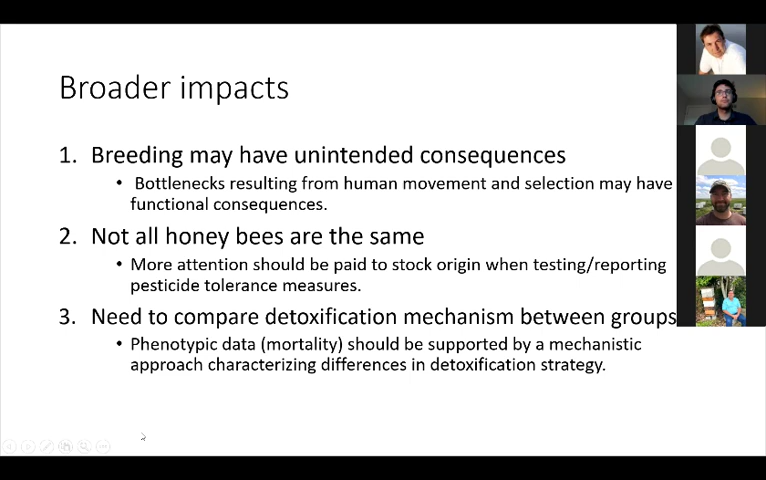 Broader impacts
1. Breeding may have unintended consequences
• Bottlenecks resulting from human movement and selection may have
functional consequences.
2. Not all honey bees are the same
• More attention should be paid to stock origin when testing/reporting
pesticide tolerance measures.
3. Need to compare detoxification mechanism between groups
• Phenotypic data (mortality) should be supported by a mechanistic
approach characterizing differences in detoxification strategy.